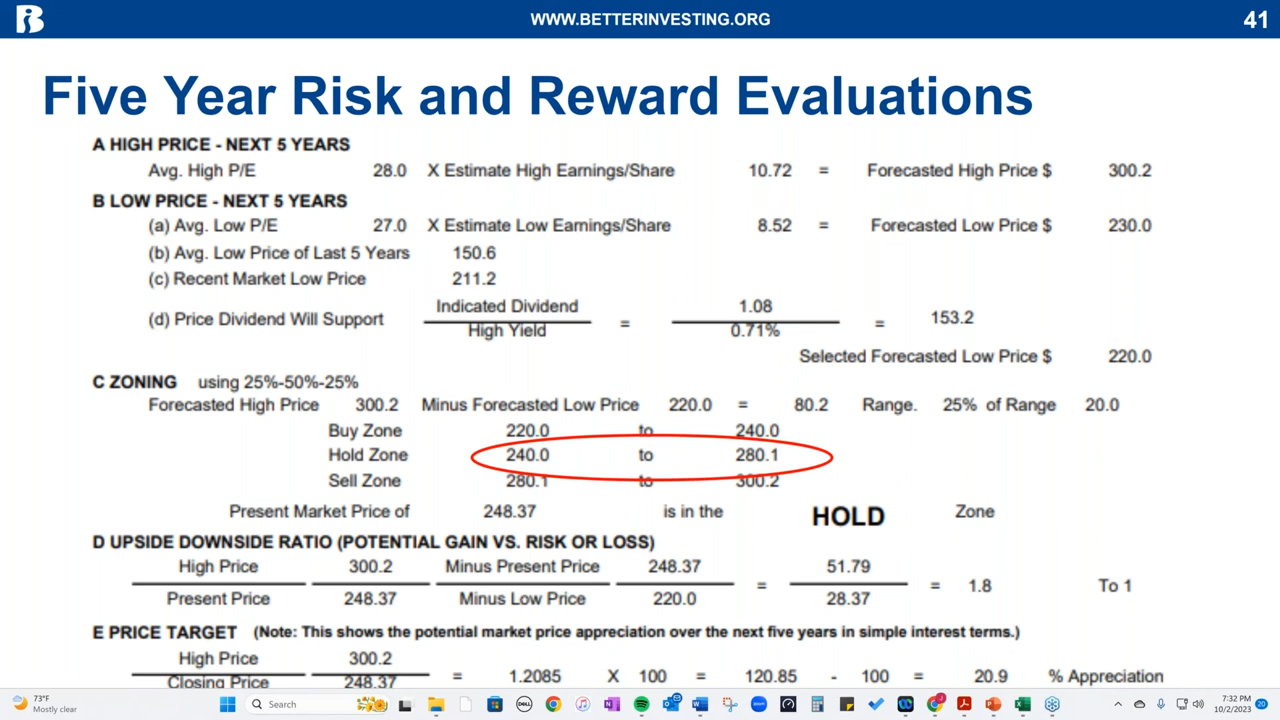 WWW.BETTERINVESTING.ORG 41
Five Year Risk and Reward Evaluations
A HIGH PRICE - NEXT 5 YEARS
Avg. High P/E 28.0 X Estimate High Earnings/Share 10.72 = Forecasted High Price $ 300.2
B LOW PRICE - NEXT 5 YEARS
(a) Avg. Low P/E 27.0 X Estimate Low Earnings/Share 8.52 = Forecasted Low Price $ 230.0
(b) Avg. Low Price of Last 5 Years 150.6
(c) Recent Market Low Price 211.2
(d) Price Dividend Will Support Indicated Dividend = 1.08 = 153.2
High Yield 0.71%
Selected Forecasted Low Price $ 220.0
C ZONING using 25%-50%-25%
Forecasted High Price 300.2 Minus Forecasted Low Price 220.0 = 80.2 Range. 25% of Range 20.0
Buy Zone 220.0 to 240.0
Hold Zone 240.0 to 280.1
Sell Zone 280.1 to 300.2
Present Market Price of 248.37 is in the HOLD Zone
D UPSIDE DOWNSIDE RATIO (POTENTIAL GAIN VS. RISK OR LOSS)
High Price 300.2 Minus Present Price 248.37 = 51.79 = 1.8 To 1
Present Price 248.37 Minus Low Price 220.0 28.37
E PRICE TARGET (Note: This shows the potential market price appreciation over the next five years in simple interest terms.)
High Price 300.2
Closing Price 248.37 = 1.2085 X 100 = 120.85 - 100 = 20.9 % Appreciation
73°F
Mostly clear
Search
DELL
7:32 PM
10/2/2023
20